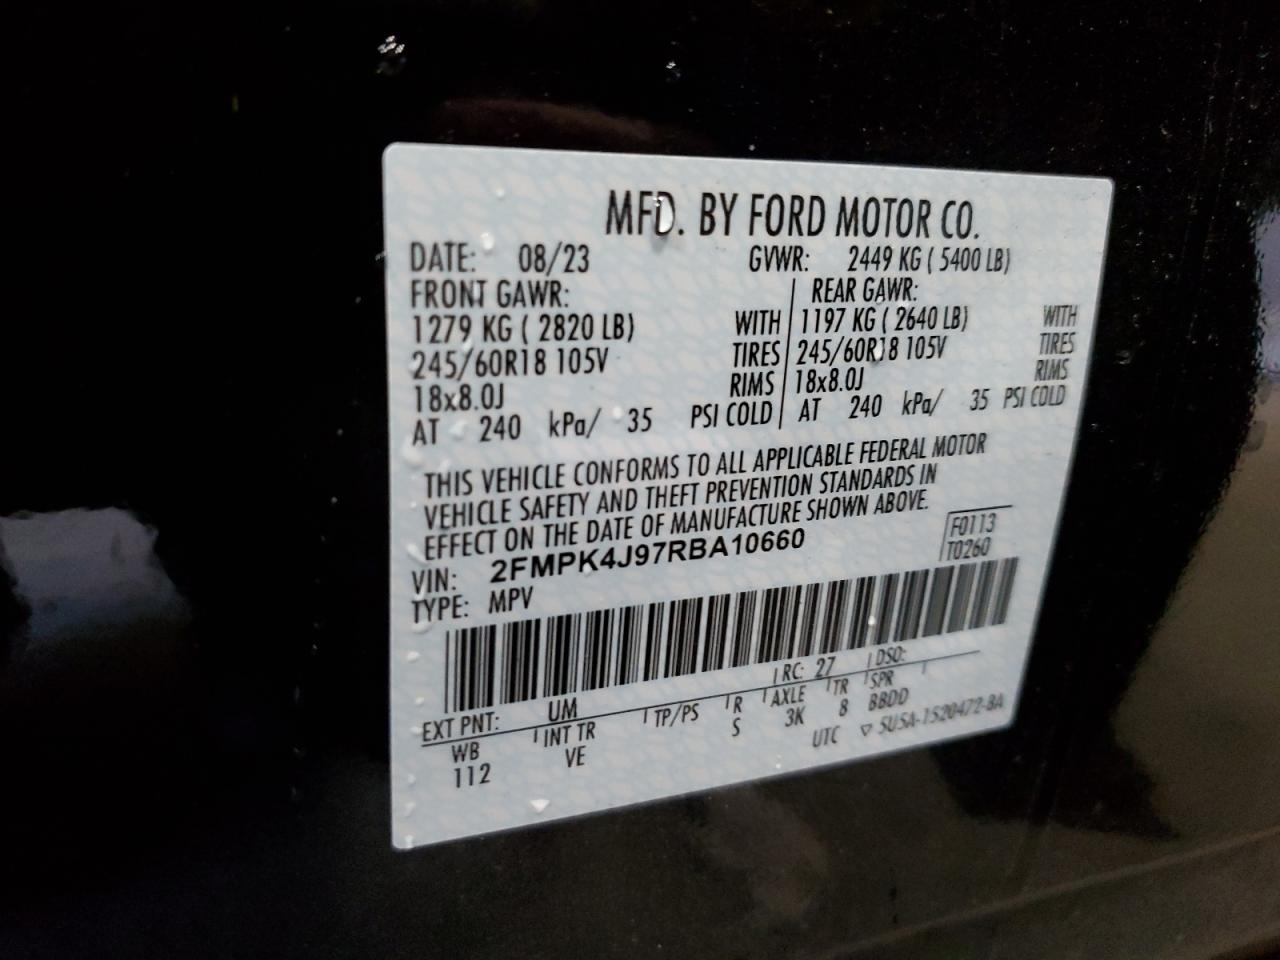 MFD. BY FORD MOTOR CO.
DATE: 08/23 GVWR: 2449 KG ( 5400 LB)
FRONT GAWR: REAR GAWR:
1279 KG ( 2820 LB) WITH 1197 KG ( 2640 LB) WITH
245/60R18 105V TIRES 245/60R18 105V TIRES
18x8.0J RIMS 18x8.0J RIMS
AT 240 kPa/ 35 PSI COLD AT 240 kPa/ 35 PSI COLD
THIS VEHICLE CONFORMS TO ALL APPLICABLE FEDERAL MOTOR
VEHICLE SAFETY AND THEFT PREVENTION STANDARDS IN
EFFECT ON THE DATE OF MANUFACTURE SHOWN ABOVE.
F0113
VIN: 2FMPK4J97RBA10660 T0260
TYPE: MPV
EXT PNT: UM RC: 27 DSO:
WB INT TR TP/PS R AXLE TR SPR
112 VE S 3K 8 BBDD
UTC ▽ SU5A-1520472-BA